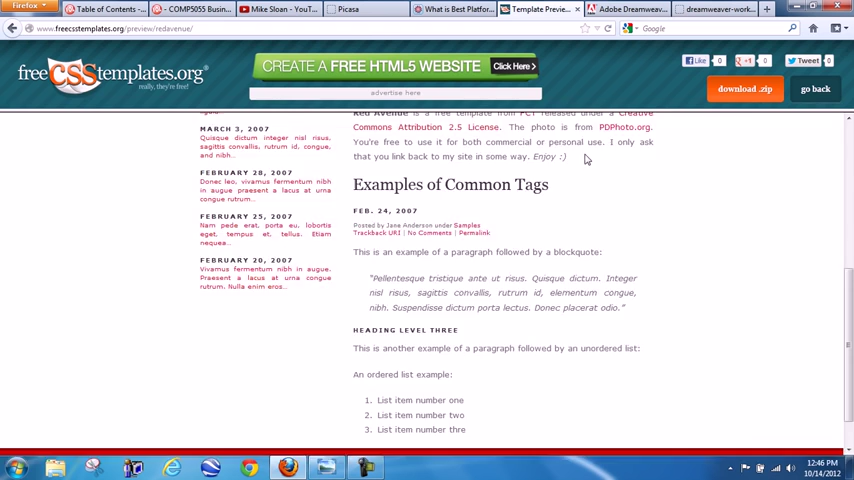 Firefox
Table of Contents - ...
- COMP5055 Busin...
Mike Sloan - YouT...
Picasa
What is Best Platfor...
Template Previe...
Adobe Dreamweav...
dreamweaver-work...
www.freecsstemplates.org/preview/redavenue/
Google
freeCSStemplates.org
really, they're free!
CREATE A FREE HTML5 WEBSITE
Click Here
advertise here
Like 0
+1 0
Tweet 0
download .zip
go back
Red Avenue is a free template from FCT released under a Creative
Commons Attribution 2.5 License. The photo is from PDPhoto.org.
You're free to use it for both commercial or personal use. I only ask
that you link back to my site in some way. Enjoy :)
MARCH 3, 2007
Quisque dictum integer nisl risus,
sagittis convallis, rutrum id, congue,
and nibh..
FEBRUARY 28, 2007
Donec leo, vivamus fermentum nibh
in augue praesent a lacus at urna
congue rutrum..
FEBRUARY 25, 2007
Nam pede erat, porta eu, lobortis
eget, tempus et, tellus. Etiam
nequea..
FEBRUARY 20, 2007
Vivamus fermentum nibh in augue.
Praesent a lacus at urna congue
rutrum. Nulla enim eros...
Examples of Common Tags
FEB. 24, 2007
Posted by Jane Anderson under Samples
Trackback URI | No Comments | Permalink
This is an example of a paragraph followed by a blockquote:
“Pellentesque tristique ante ut risus. Quisque dictum. Integer
nisl risus, sagittis convallis, rutrum id, elementum congue,
nibh. Suspendisse dictum porta lectus. Donec placerat odio.”
HEADING LEVEL THREE
This is another example of a paragraph followed by an unordered list:
An ordered list example:
1. List item number one
2. List item number two
3. List item number thre
12:46 PM
10/14/2012